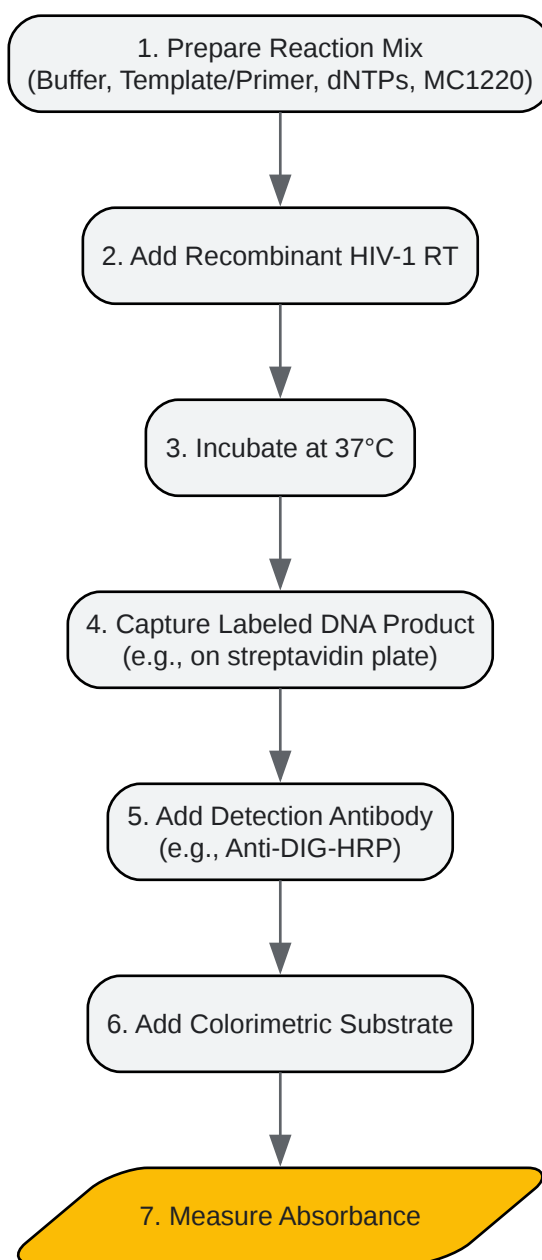 1. Prepare Reaction Mix
(Buffer, Template/Primer, dNTPs, MC1220)
2. Add Recombinant HIV-1 RT
3. Incubate at 37°C
4. Capture Labeled DNA Product
(e.g., on streptavidin plate)
5. Add Detection Antibody
(e.g., Anti-DIG-HRP)
6. Add Colorimetric Substrate
7. Measure Absorbance